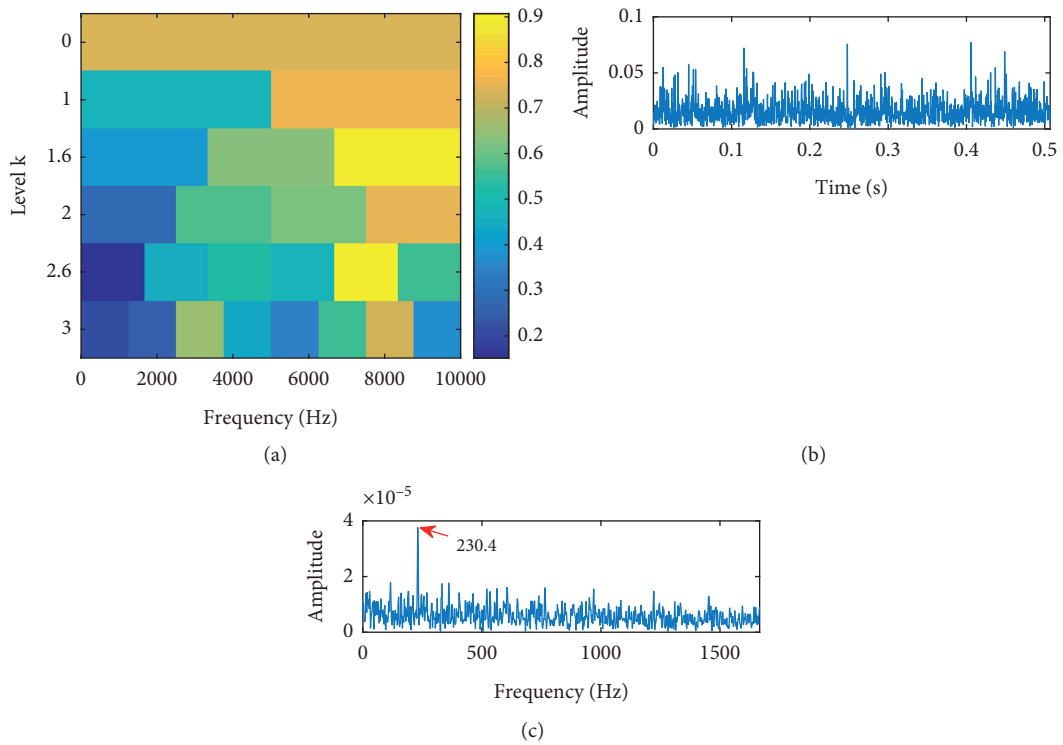 0
1
1.6
2
2.6
3
Level k
0 2000 4000 6000 8000 10000
Frequency (Hz)
0.9
0.8
0.7
0.6
0.5
0.4
0.3
0.2
(a)
0.1
0.05
0
Amplitude
0 0.1 0.2 0.3 0.4 0.5
Time (s)
(b)
×10⁻⁵
4
2
0
Amplitude
230.4
0 500 1000 1500
Frequency (Hz)
(c)